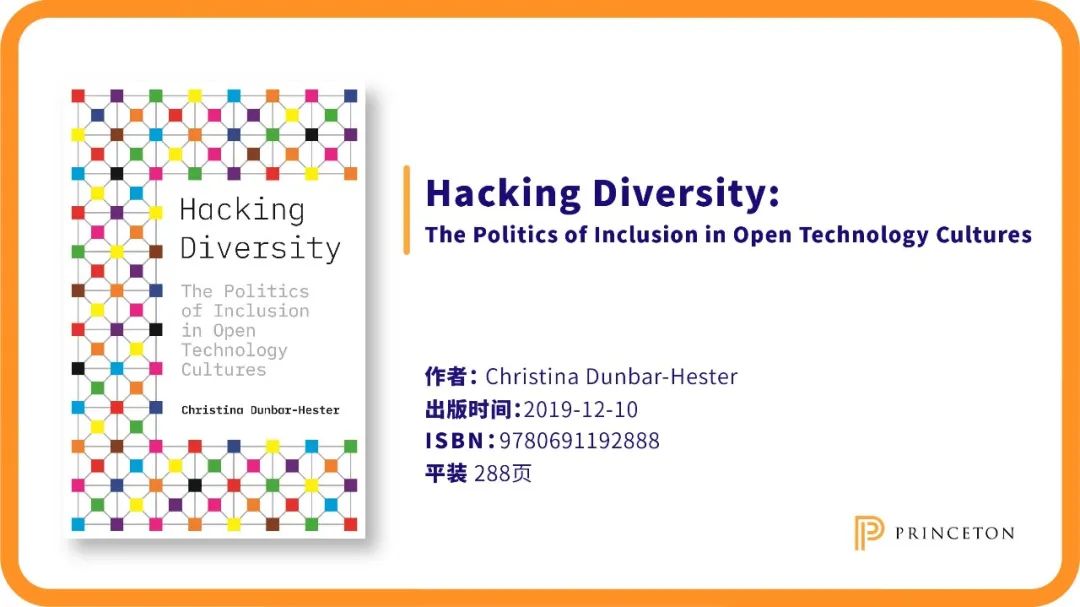 Hacking
Diversity
The Politics
of Inclusion
in Open
Technology
Cultures
Christina Dunbar-Hester
Hacking Diversity:
The Politics of Inclusion in Open Technology Cultures
作者： Christina Dunbar-Hester
出版时间：2019-12-10
ISBN：9780691192888
平装 288页
PRINCETON